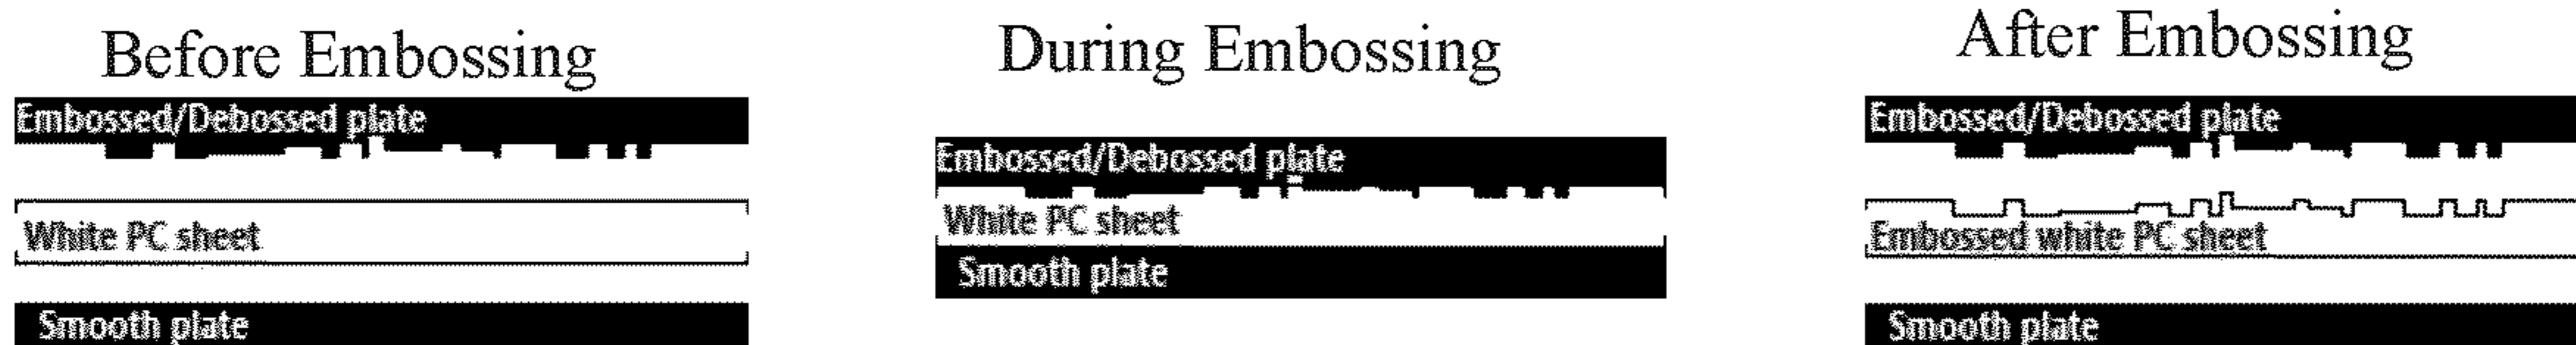 Before Embossing
Embossed/Debossed plate
White PC sheet
Smooth plate
During Embossing
Embossed/Debossed plate
White PC sheet
Smooth plate
After Embossing
Embossed/Debossed plate
Embossed white PC sheet
Smooth plate